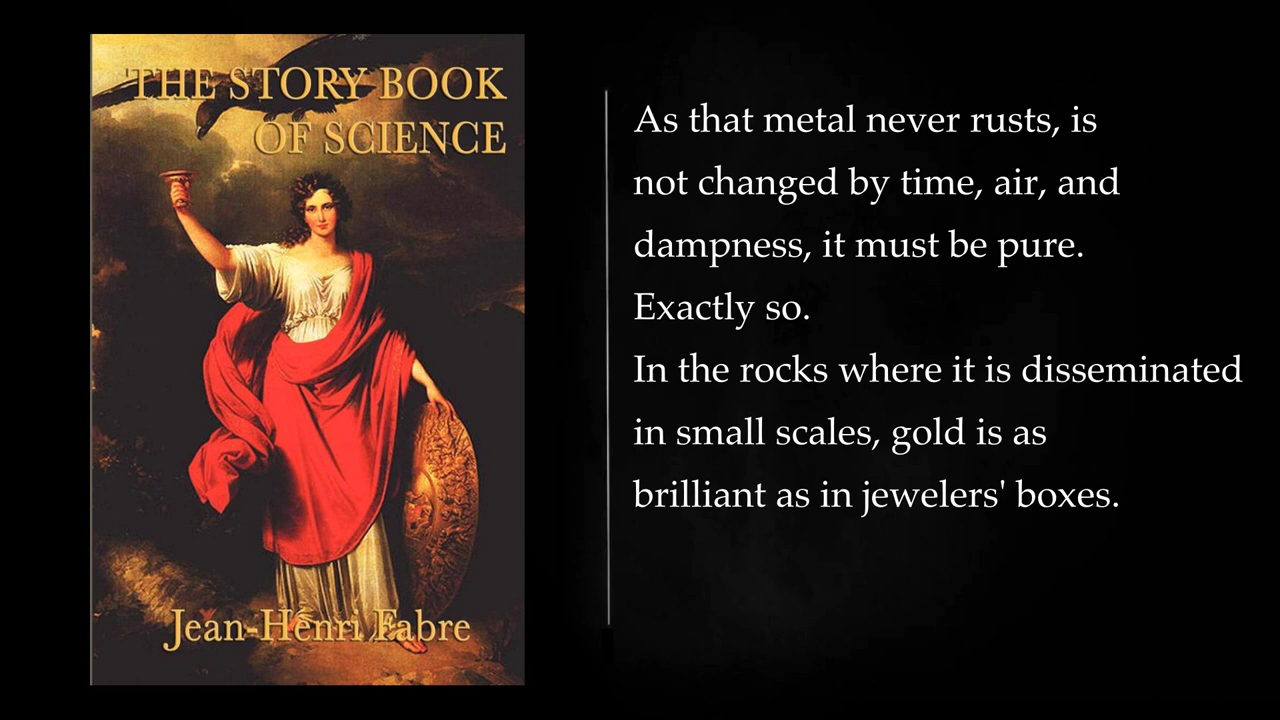 THE STORY BOOK
OF SCIENCE
Jean-Henri Fabre
As that metal never rusts, is
not changed by time, air, and
dampness, it must be pure.
Exactly so.
In the rocks where it is disseminated
in small scales, gold is as
brilliant as in jewelers' boxes.